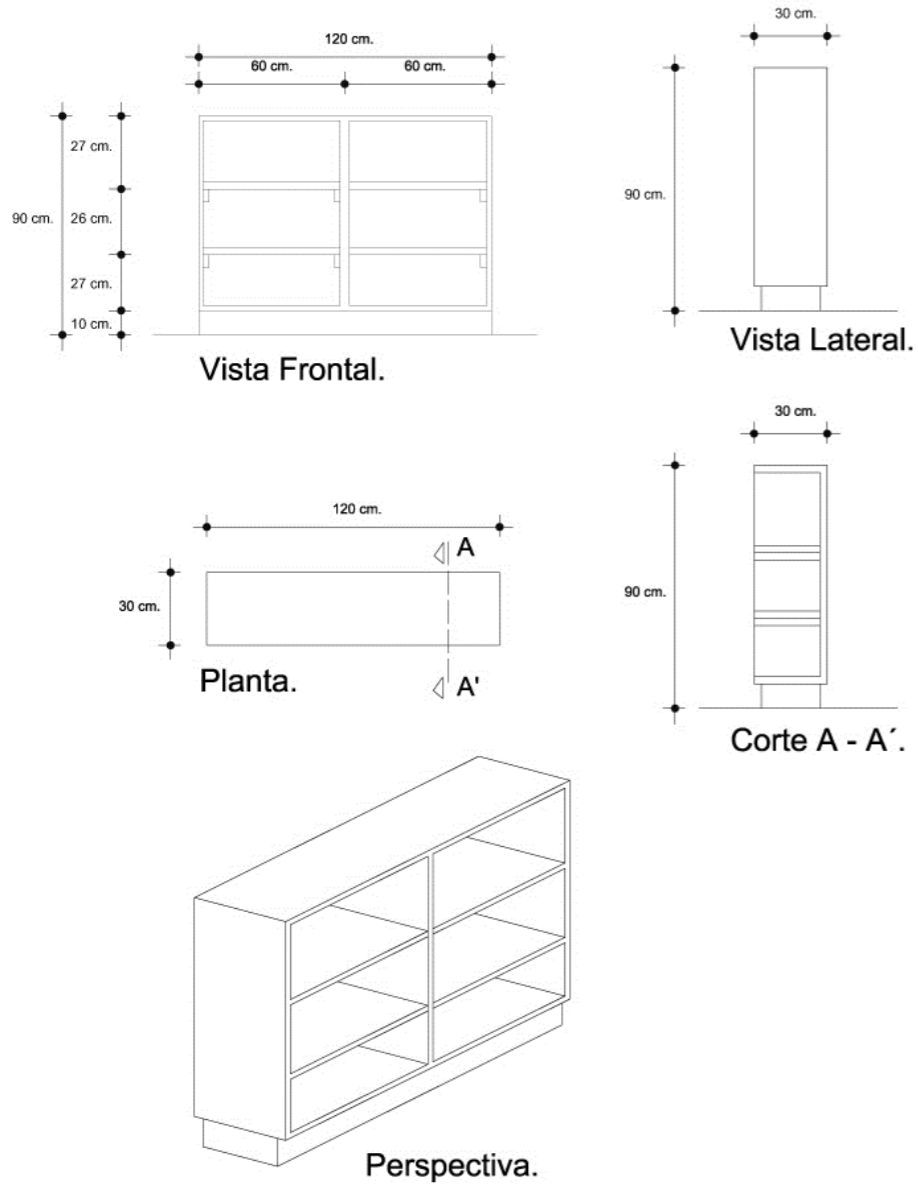 30 cm.
120 cm.
60 cm. 60 cm.
27 cm.
90 cm. 26 cm.
27 cm.
10 cm.
90 cm.
Vista Frontal.
Vista Lateral.
30 cm.
120 cm.
A
30 cm.
90 cm.
Planta.
A'
Corte A - A´.
Perspectiva.